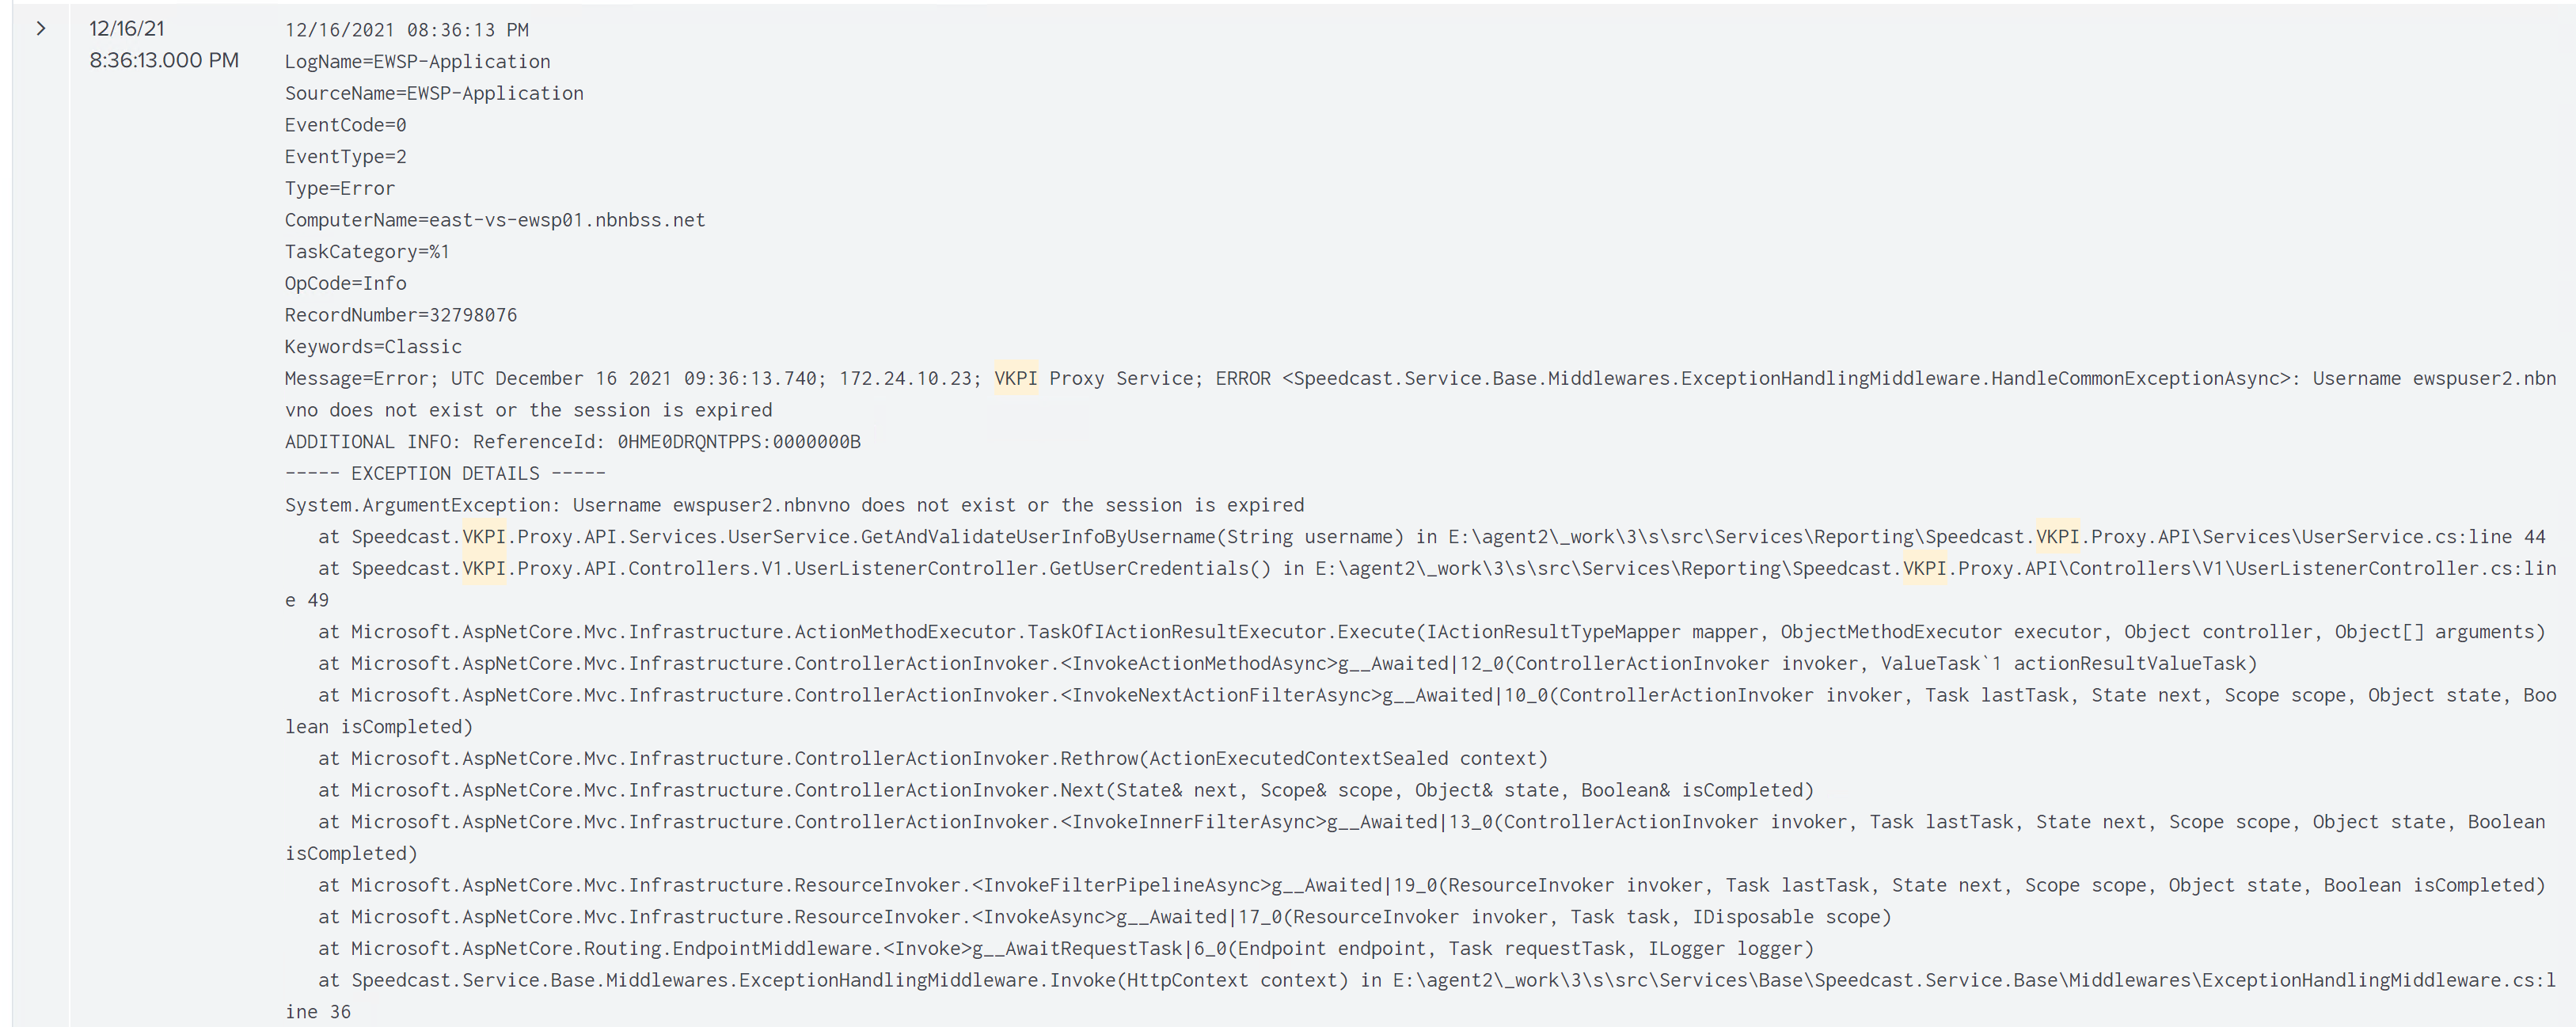 12/16/21
8:36:13.000 PM
12/16/2021 08:36:13 PM
LogName=EWSP-Application
SourceName=EWSP-Application
EventCode=0
EventType=2
Type=Error
ComputerName=east-vs-ewsp01.nbnbss.net
TaskCategory=%1
OpCode=Info
RecordNumber=32798076
Keywords=Classic
Message=Error; UTC December 16 2021 09:36:13.740; 172.24.10.23; VKPI Proxy Service; ERROR <Speedcast.Service.Base.Middlewares.ExceptionHandlingMiddleware.HandleCommonExceptionAsync>: Username ewspuser2.nbn
vno does not exist or the session is expired
ADDITIONAL INFO: ReferenceId: 0HME0DRQNTPPS:0000000B
----- EXCEPTION DETAILS -----
System.ArgumentException: Username ewspuser2.nbnvno does not exist or the session is expired
   at Speedcast.VKPI.Proxy.API.Services.UserService.GetAndValidateUserInfoByUsername(String username) in E:\agent2\_work\3\s\src\Services\Reporting\Speedcast.VKPI.Proxy.API\Services\UserService.cs:line 44
   at Speedcast.VKPI.Proxy.API.Controllers.V1.UserListenerController.GetUserCredentials() in E:\agent2\_work\3\s\src\Services\Reporting\Speedcast.VKPI.Proxy.API\Controllers\V1\UserListenerController.cs:lin
e 49
   at Microsoft.AspNetCore.Mvc.Infrastructure.ActionMethodExecutor.TaskOfIActionResultExecutor.Execute(IActionResultTypeMapper mapper, ObjectMethodExecutor executor, Object controller, Object[] arguments)
   at Microsoft.AspNetCore.Mvc.Infrastructure.ControllerActionInvoker.<InvokeActionMethodAsync>g__Awaited|12_0(ControllerActionInvoker invoker, ValueTask`1 actionResultValueTask)
   at Microsoft.AspNetCore.Mvc.Infrastructure.ControllerActionInvoker.<InvokeNextActionFilterAsync>g__Awaited|10_0(ControllerActionInvoker invoker, Task lastTask, State next, Scope scope, Object state, Boo
lean isCompleted)
   at Microsoft.AspNetCore.Mvc.Infrastructure.ControllerActionInvoker.Rethrow(ActionExecutedContextSealed context)
   at Microsoft.AspNetCore.Mvc.Infrastructure.ControllerActionInvoker.Next(State& next, Scope& scope, Object& state, Boolean& isCompleted)
   at Microsoft.AspNetCore.Mvc.Infrastructure.ControllerActionInvoker.<InvokeInnerFilterAsync>g__Awaited|13_0(ControllerActionInvoker invoker, Task lastTask, State next, Scope scope, Object state, Boolean
isCompleted)
   at Microsoft.AspNetCore.Mvc.Infrastructure.ResourceInvoker.<InvokeFilterPipelineAsync>g__Awaited|19_0(ResourceInvoker invoker, Task lastTask, State next, Scope scope, Object state, Boolean isCompleted)
   at Microsoft.AspNetCore.Mvc.Infrastructure.ResourceInvoker.<InvokeAsync>g__Awaited|17_0(ResourceInvoker invoker, Task task, IDisposable scope)
   at Microsoft.AspNetCore.Routing.EndpointMiddleware.<Invoke>g__AwaitRequestTask|6_0(Endpoint endpoint, Task requestTask, ILogger logger)
   at Speedcast.Service.Base.Middlewares.ExceptionHandlingMiddleware.Invoke(HttpContext context) in E:\agent2\_work\3\s\src\Services\Base\Speedcast.Service.Base\Middlewares\ExceptionHandlingMiddleware.cs:l
ine 36